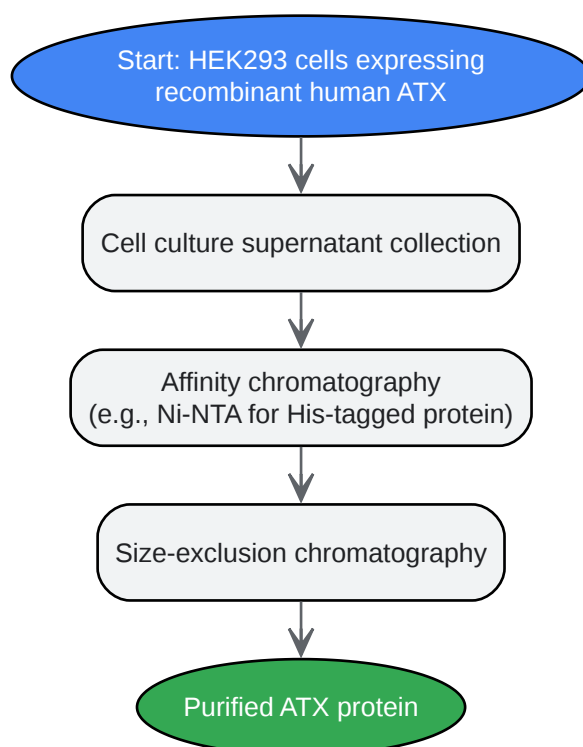 Start: HEK293 cells expressing
recombinant human ATX
Cell culture supernatant collection
Affinity chromatography
(e.g., Ni-NTA for His-tagged protein)
Size-exclusion chromatography
Purified ATX protein